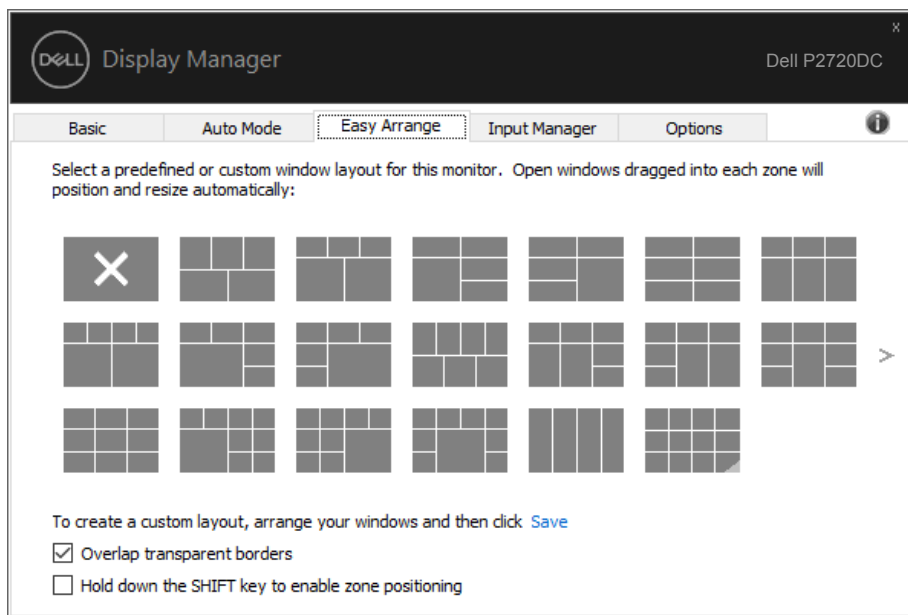 x
DELL Display Manager
Dell P2720DC
Basic Auto Mode Easy Arrange Input Manager Options
Select a predefined or custom window layout for this monitor. Open windows dragged into each zone will
position and resize automatically:
>
To create a custom layout, arrange your windows and then click Save
Overlap transparent borders
Hold down the SHIFT key to enable zone positioning